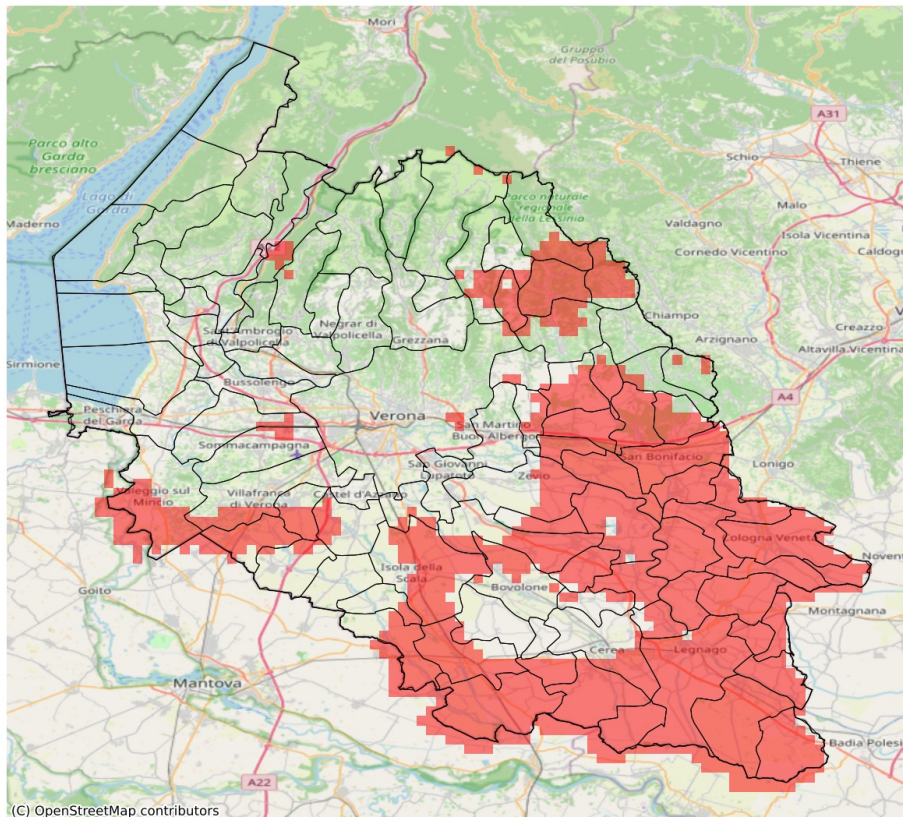 Mori
Gruppo
del Pasubio
A31
Parco alto
Garda
bresciano
Schio
Thiene
Lago di
Garda
Parco naturale
regionale
della Lessinia
Malo
Maderno
Valdagno
Isola Vicentina
Cornedo Vicentino
Caldogno
Sant'Ambrogio
di Valpolicella
Negrar di
Valpolicella
Grezzana
Chiampo
Creazzo
Arzignano
Altavilla Vicentina
Sirmione
Bussolengo
A4
Peschiera
del Garda
Verona
San Martino
Buon Albergo
Sommacampagna
San Bonifacio
Lonigo
San Giovanni
Lupatoto
Zevio
Valeggio sul
Mincio
Villafranca
di Verona
Castel d'Azzano
Cologna Veneta
Isola della
Scala
Bovolone
Goito
Montagnana
Cerea
Legnago
Mantova
Badia Polesi
A22
(C) OpenStreetMap contributors